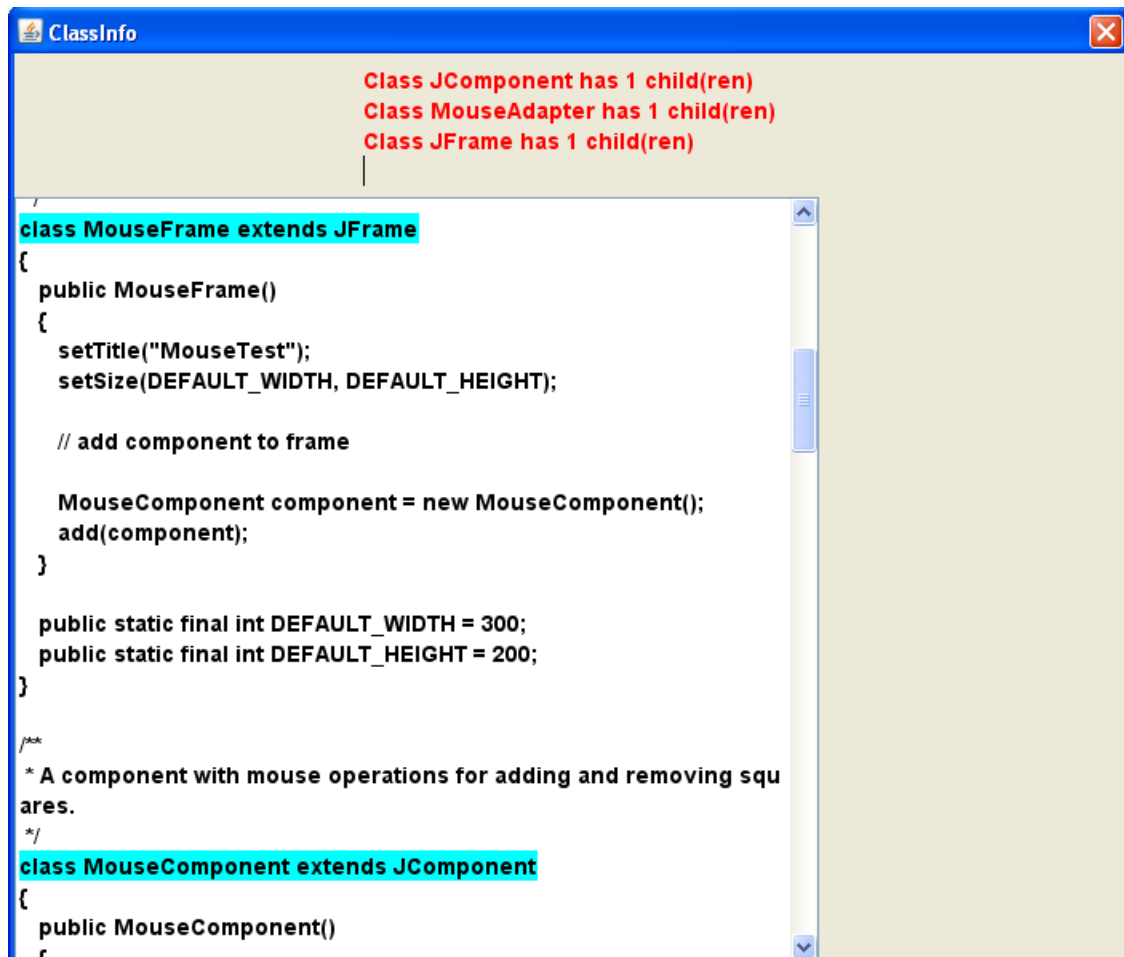 ClassInfo
Class JComponent has 1 child(ren)
Class MouseAdapter has 1 child(ren)
Class JFrame has 1 child(ren)
*/
class MouseFrame extends JFrame
{
public MouseFrame()
{
setTitle("MouseTest");
setSize(DEFAULT_WIDTH, DEFAULT_HEIGHT);
// add component to frame
MouseComponent component = new MouseComponent();
add(component);
}
public static final int DEFAULT_WIDTH = 300;
public static final int DEFAULT_HEIGHT = 200;
}
/**
* A component with mouse operations for adding and removing squ
ares.
*/
class MouseComponent extends JComponent
{
public MouseComponent()
{